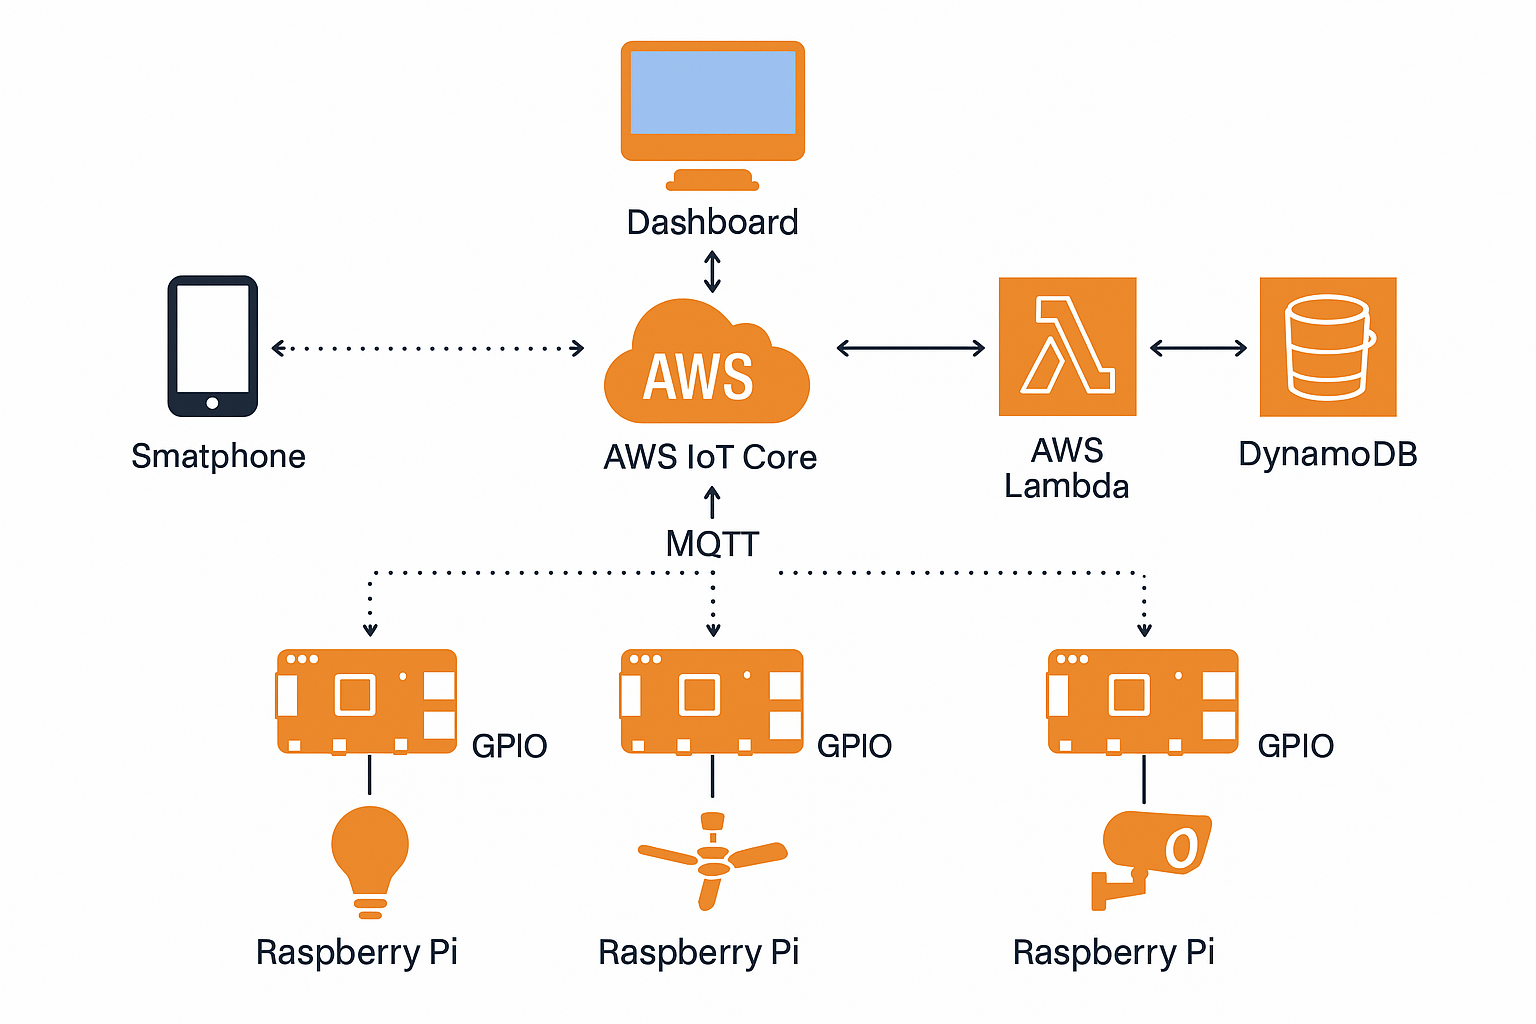 Dashboard
AWS
Smatphone
AWS IoT Core
AWS
Lambda
DynamoDB
MQTT
GPIO
GPIO
GPIO
Raspberry Pi
Raspberry Pi
Raspberry Pi